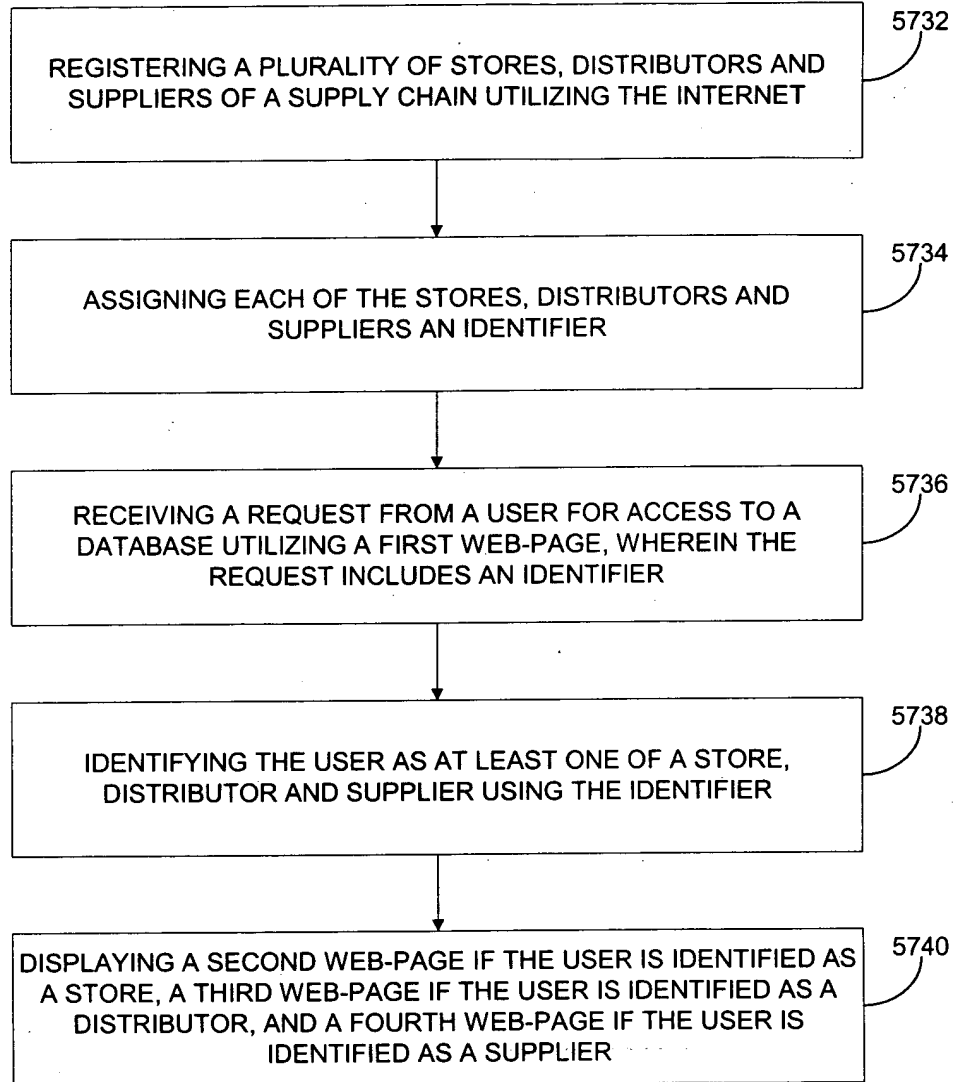 5732
REGISTERING A PLURALITY OF STORES, DISTRIBUTORS AND
SUPPLIERS OF A SUPPLY CHAIN UTILIZING THE INTERNET
5734
ASSIGNING EACH OF THE STORES, DISTRIBUTORS AND
SUPPLIERS AN IDENTIFIER
5736
RECEIVING A REQUEST FROM A USER FOR ACCESS TO A
DATABASE UTILIZING A FIRST WEB-PAGE, WHEREIN THE
REQUEST INCLUDES AN IDENTIFIER
5738
IDENTIFYING THE USER AS AT LEAST ONE OF A STORE,
DISTRIBUTOR AND SUPPLIER USING THE IDENTIFIER
5740
DISPLAYING A SECOND WEB-PAGE IF THE USER IS IDENTIFIED AS
A STORE, A THIRD WEB-PAGE IF THE USER IS IDENTIFIED AS A
DISTRIBUTOR, AND A FOURTH WEB-PAGE IF THE USER IS
IDENTIFIED AS A SUPPLIER